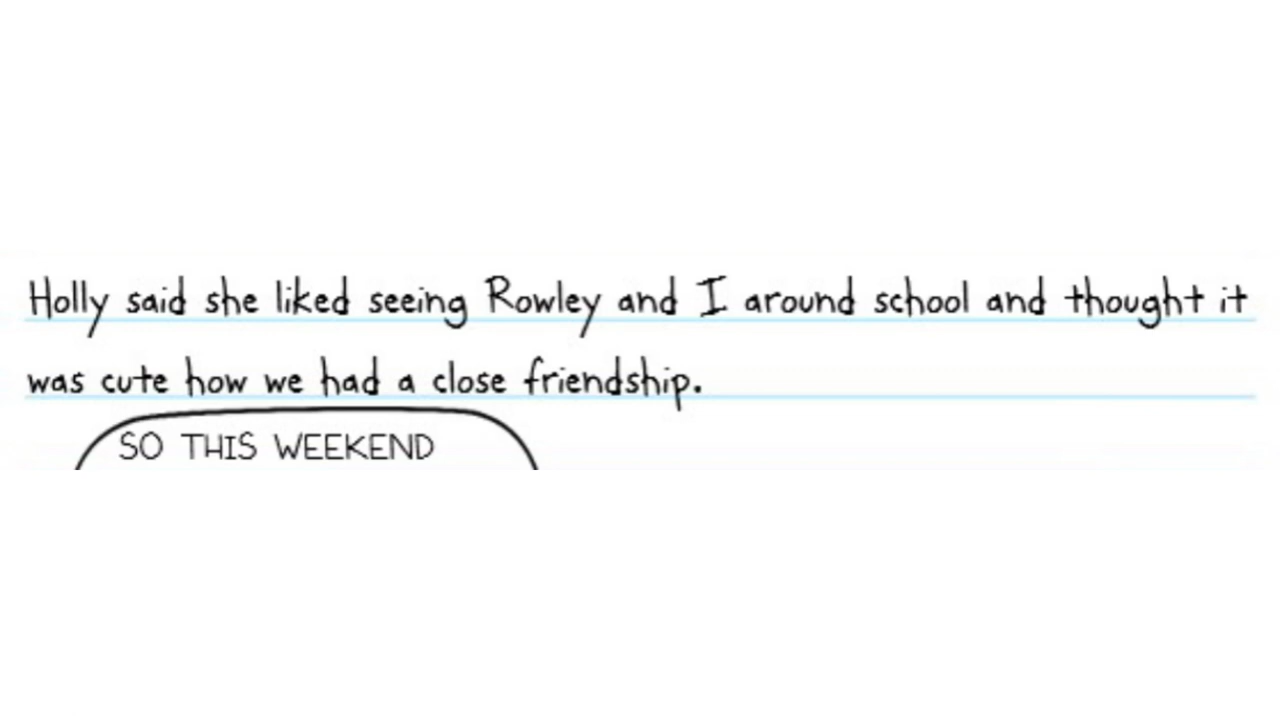 Holly said she liked seeing Rowley and I around school and thought it
was cute how we had a close friendship.
SO THIS WEEKEND